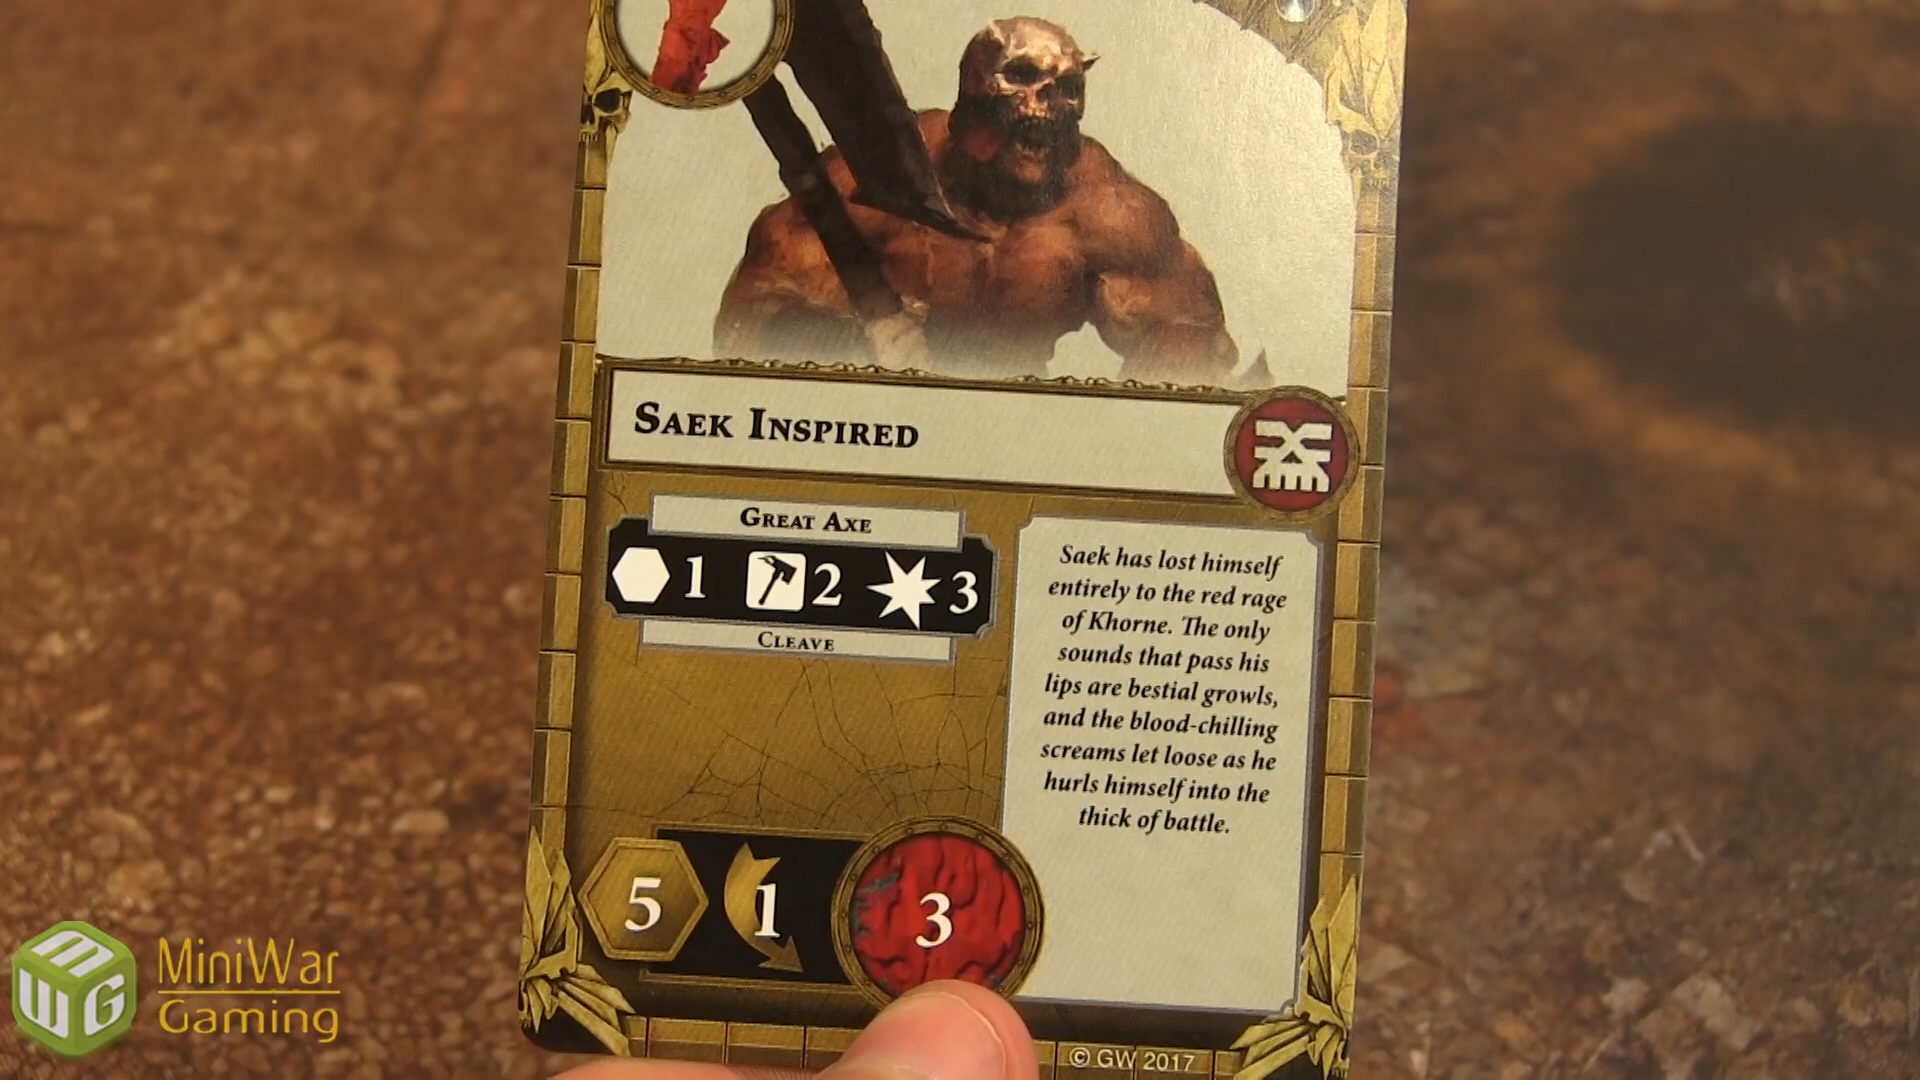 SAEK INSPIRED
GREAT AXE
1 2 3
CLEAVE
Saek has lost himself
entirely to the red rage
of Khorne. The only
sounds that pass his
lips are bestial growls,
and the blood-chilling
screams let loose as he
hurls himself into the
thick of battle.
5 1 3
© GW 2017
MWG
MiniWar
Gaming